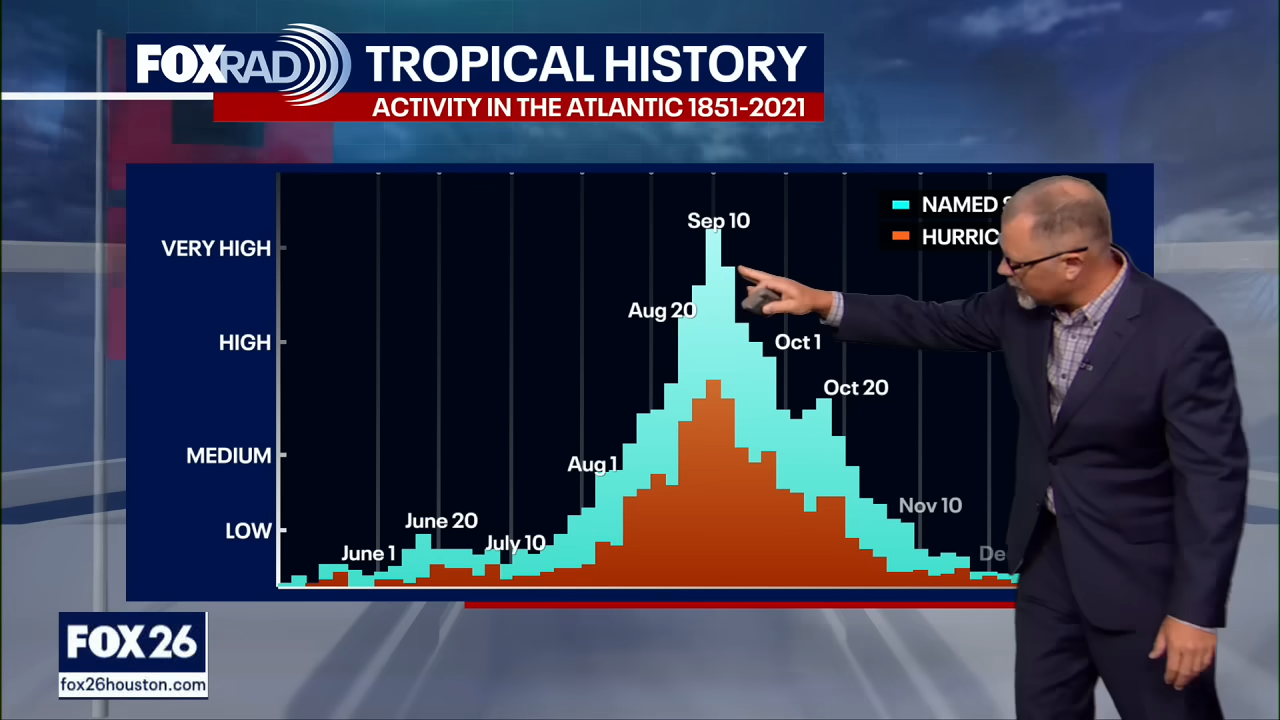 FOXRAD
TROPICAL HISTORY
ACTIVITY IN THE ATLANTIC 1851-2021
NAMED
HURRIC
VERY HIGH
HIGH
MEDIUM
LOW
Sep 10
Aug 20
Oct 1
Oct 20
Aug 1
Nov 10
June 20
July 10
June 1
De
FOX 26
fox26houston.com